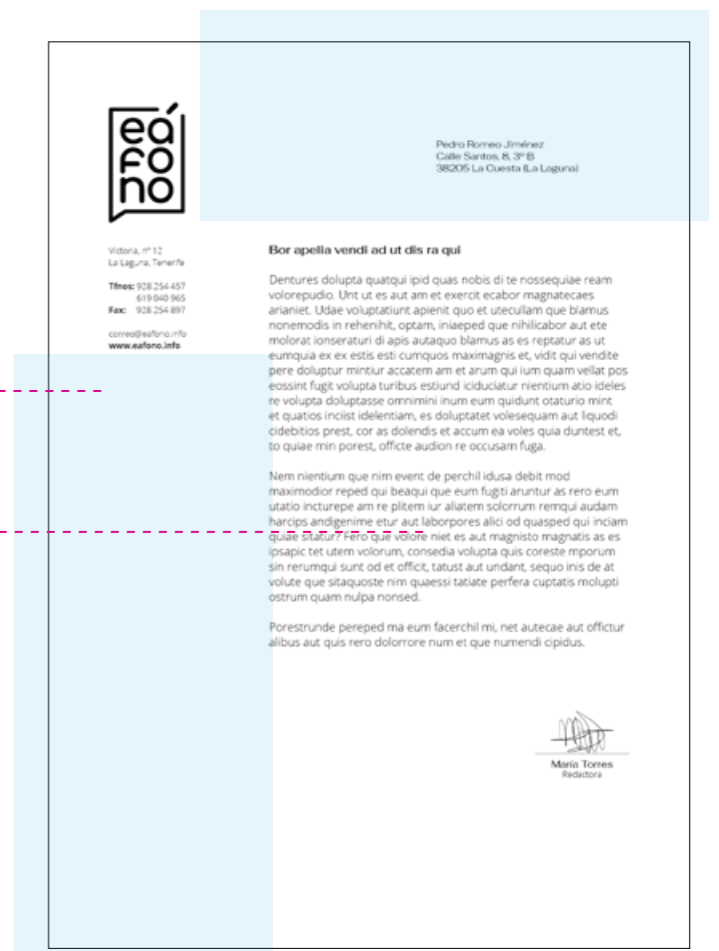 eá
fo
no
Pedro Romeo Jiménez
Calle Santos, 8, 3º B
38205 La Cuesta (La Laguna)
Victoria, nº 12
La Laguna, Tenerife
Tfnos: 928 254 457
619 040 965
Fax: 928 254 897
correo@eafono.info
www.eafono.info
Bor apelia vendi ad ut dis ra qui
Dentures dolupta quatqui ipid quas nobis di te nossequiae ream
volorepudio. Unt ut es aut am et exercit ecabor magnatecaes
arianiet. Udae voluptatiunt apienit quo et utecullam que blamus
nonemodis in rehenihit, optam, iniaeped que nihilicabor aut ete
molorat ionseraturi di apis autaquo blamus as es reptatur as ut
eumquia ex ex estis esti cumquos maximagnis et, vidit qui vendite
pere doluptur mintiur accatem am et arum qui ium quam vellat pos
eossint fugit volupta turibus estiund iciduciatur nientium atio ideles
re volupta doluptasse omnimini inum eum quidunt otaturio mint
et quatios inciist idelentiam, es doluptatet volesequam aut liquodi
cidebitios prest, cor as dolendis et accum ea voles quia duntest et,
to quiae min porest, officte audion re occusam fuga.
Nem nientium que nim event de perchil idusa debit mod
maximodior reped qui beaqui que eum fugiti aruntur as rero eum
utatio incturepe am re plitem iur aliatem solorrum remqui audam
harcips andigenime etur aut laborpores alici od quasped qui inciam
quiae sitatur? Fero que volore niet es aut magnisto magnatis as es
ipsapic tet utem volorum, consedia volupta quis coreste mporum
sin rerumqui sunt od et officit, tatust aut undant, sequo inis de at
volute que sitaquoste nim quaessi tatiate perfera cuptatis molupti
ostrum quam nulpa nonsed.
Porestrunde pereped ma eum facerchil mi, net autecae aut offictur
alibus aut quis rero dolorrore num et que numendi cipidus.
María Torres
Redactora